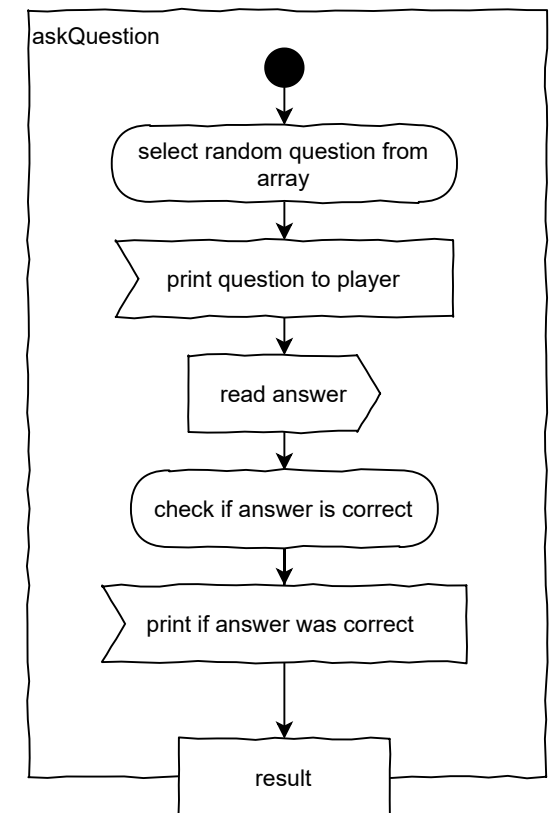 askQuestion
select random question from
array
print question to player
read answer
check if answer is correct
print if answer was correct
result